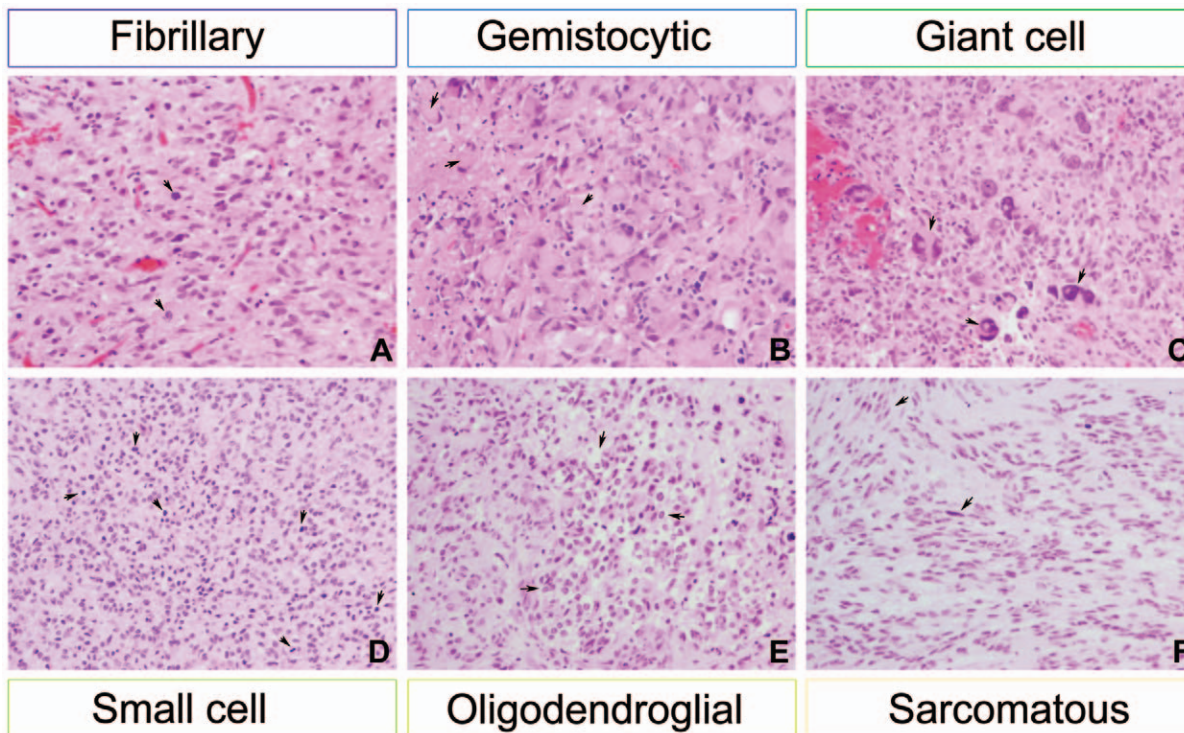 Fibrillary
Gemistocytic
Giant cell
A
B
C
D
E
F
Small cell
Oligodendroglial
Sarcomatous